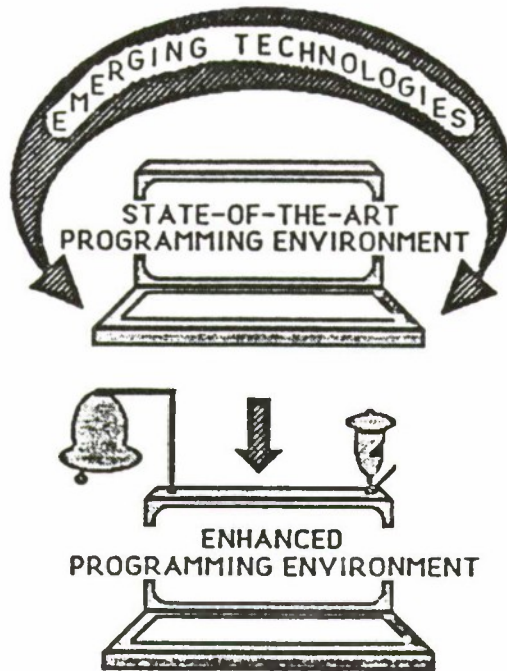 EMERGING TECHNOLOGIES
STATE-OF-THE-ART
PROGRAMMING ENVIRONMENT
ENHANCED
PROGRAMMING ENVIRONMENT